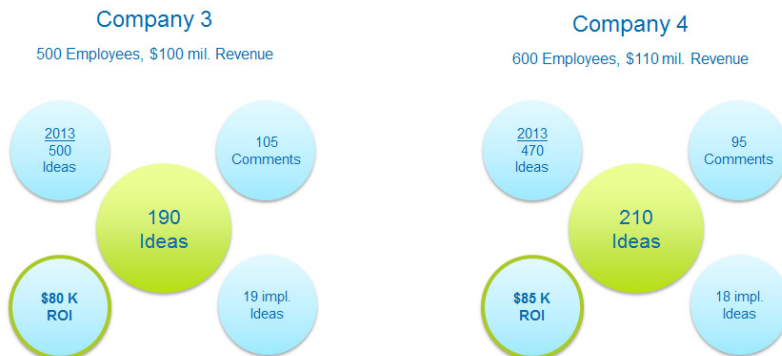 Company 3
500 Employees, $100 mil. Revenue
2013
500
Ideas
105
Comments
190
Ideas
$80 K
ROI
19 impl.
Ideas
Company 4
600 Employees, $110 mil. Revenue
2013
470
Ideas
95
Comments
210
Ideas
$85 K
ROI
18 impl.
Ideas